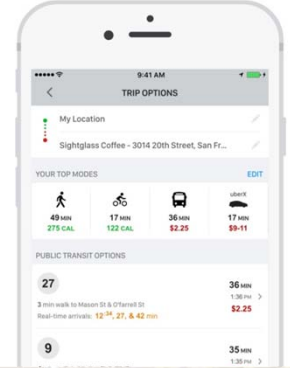 9:41 AM
TRIP OPTIONS
My Location
Sightglass Coffee - 3014 20th Street, San Fr...
YOUR TOP MODES EDIT
uberX
49 MIN 17 MIN 36 MIN 17 MIN
275 CAL 122 CAL $2.25 $9-11
PUBLIC TRANSIT OPTIONS
27 36 MIN
1:36 PM
3 min walk to Mason St & O'farrell St $2.25
Real-time arrivals: 12:34, 27, & 42 min
9 35 MIN
1:35 PM